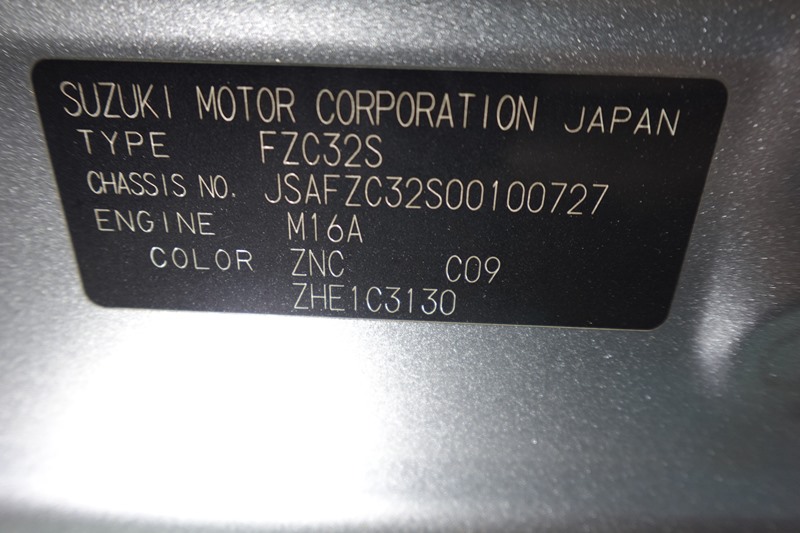 SUZUKI MOTOR CORPORATION JAPAN
TYPE FZC32S
CHASSIS NO. JSAFZC32S00100727
ENGINE M16A
COLOR ZNC C09
ZHE1C3130